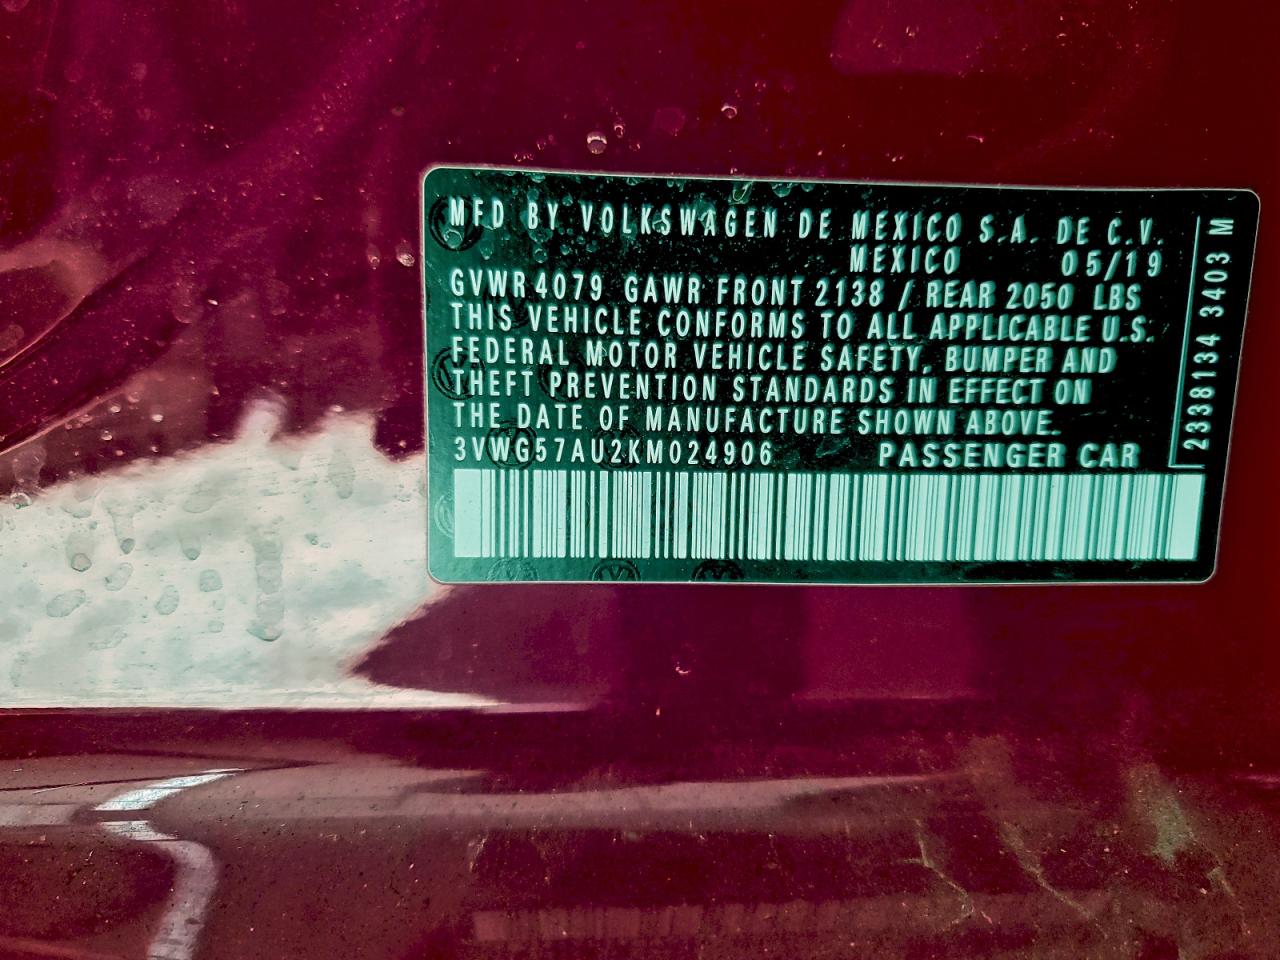 MFD BY VOLKSWAGEN DE MEXICO S.A. DE C.V.
MEXICO 05/19
GVWR 4079 GAWR FRONT 2138 / REAR 2050 LBS
THIS VEHICLE CONFORMS TO ALL APPLICABLE U.S.
FEDERAL MOTOR VEHICLE SAFETY, BUMPER AND
THEFT PREVENTION STANDARDS IN EFFECT ON
THE DATE OF MANUFACTURE SHOWN ABOVE.
3VWG57AU2KM024906 PASSENGER CAR
2338134 3403 M